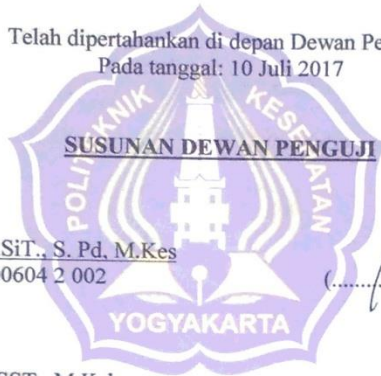 Telah dipertahankan di depan Dewan Pe
Pada tanggal: 10 Juli 2017
POLITEKNIK KESEHATAN
SUSUNAN DEWAN PENGUJI
SiT., S. Pd, M.Kes
0604 2 002
(..........
YOGYAKARTA